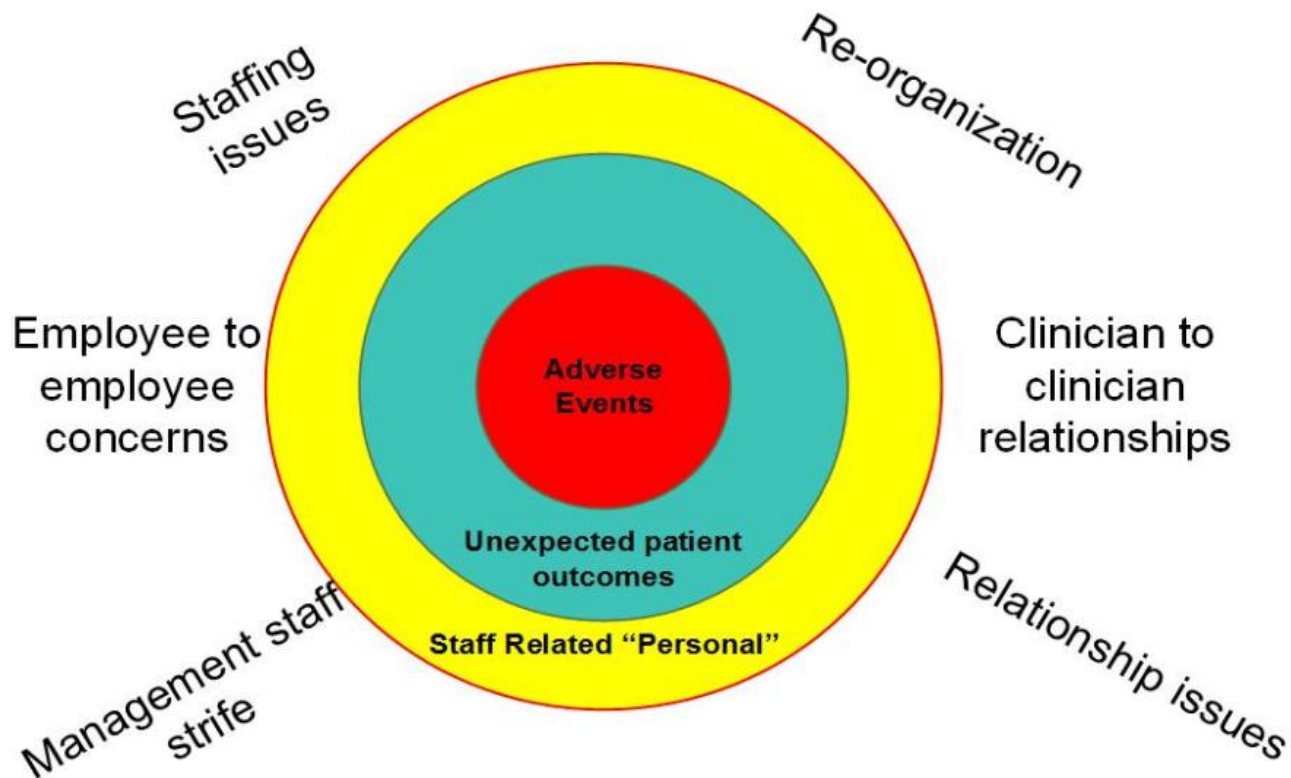 Staffing
issues
Re-organization
Employee to
employee
concerns
Adverse
Events
Clinician to
clinician
relationships
Unexpected patient
outcomes
Staff Related “Personal”
Management staff
strife
Relationship issues